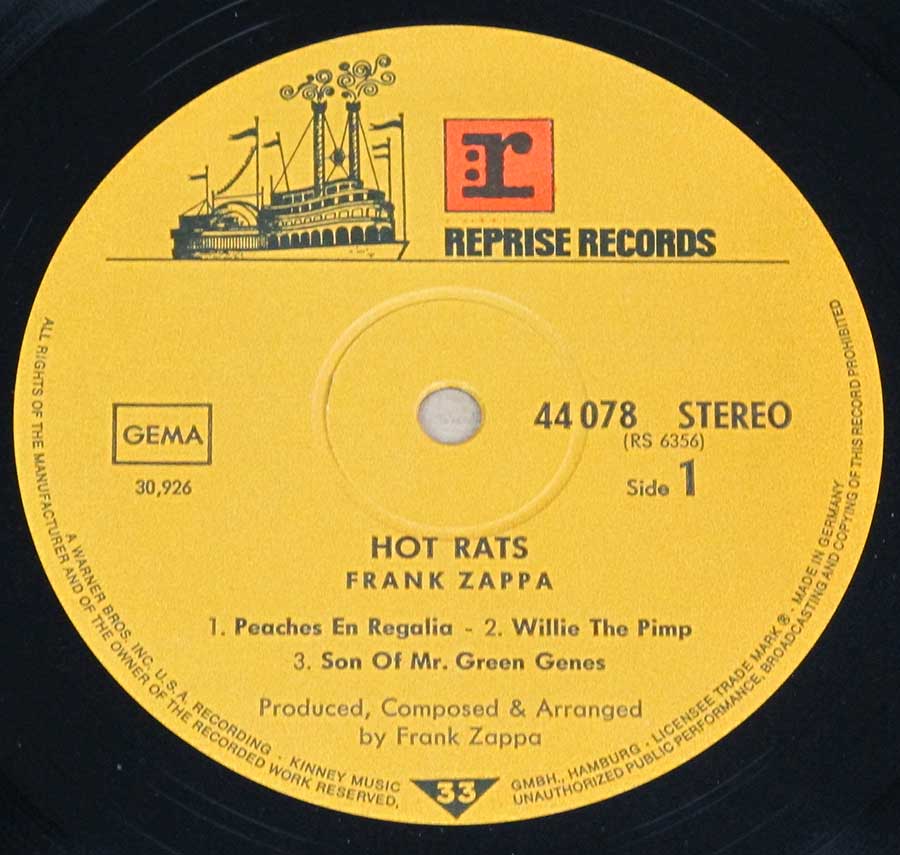 r
REPRISE RECORDS
GEMA
30,926
44 078 STEREO
(RS 6356)
Side 1
HOT RATS
FRANK ZAPPA
1. Peaches En Regalia - 2. Willie The Pimp
3. Son Of Mr. Green Genes
Produced, Composed & Arranged
by Frank Zappa
33
ALL RIGHTS OF THE MANUFACTURER AND OF THE OWNER OF THE RECORDED WORK RESERVED,
UNAUTHORIZED PUBLIC PERFORMANCE, BROADCASTING AND COPYING OF THIS RECORD PROHIBITED
A WARNER BROS. INC. U.S.A. RECORDING · KINNEY MUSIC
GMBH., HAMBURG · LICENSEE TRADE MARK ® · MADE IN GERMANY